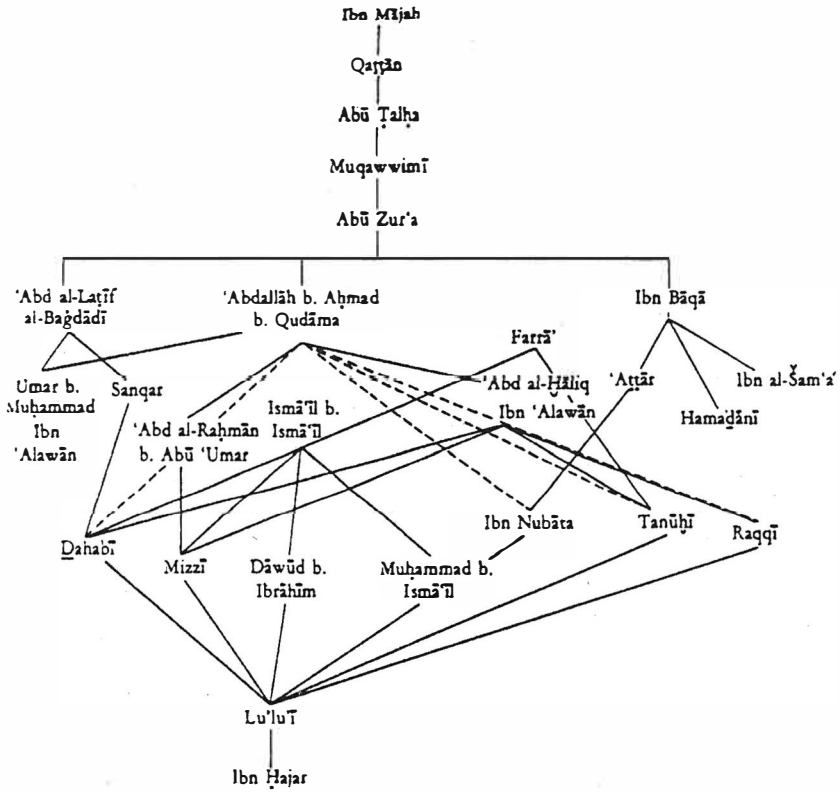 Ibn Mājah
Qaṭṭān
Abū Ṭalḥa
Muqawwimī
Abū Zur‘a
‘Abd al-Laṭīf
al-Baġdādī
‘Abdallāh b. Aḥmad
b. Qudāma
Ibn Bāqā
Farrā’
Umar b.
Muḥammad
Ibn
‘Alawān
Sanqar
‘Abd al-Raḥmān
b. Abū ‘Umar
Ismā‘īl b.
Ismā‘īl
‘Abd al-Ḫāliq
Ibn ‘Alawān
‘Aṭṭār
Hamaḏānī
Ibn al-Šam‘a
Ḏahabī
Mizzī
Dāwūd b.
Ibrāhīm
Muḥammad b.
Ismā‘īl
Ibn Nubāta
Tanūḫī
Raqqī
Lu’lu’ī
Ibn Ḥajar